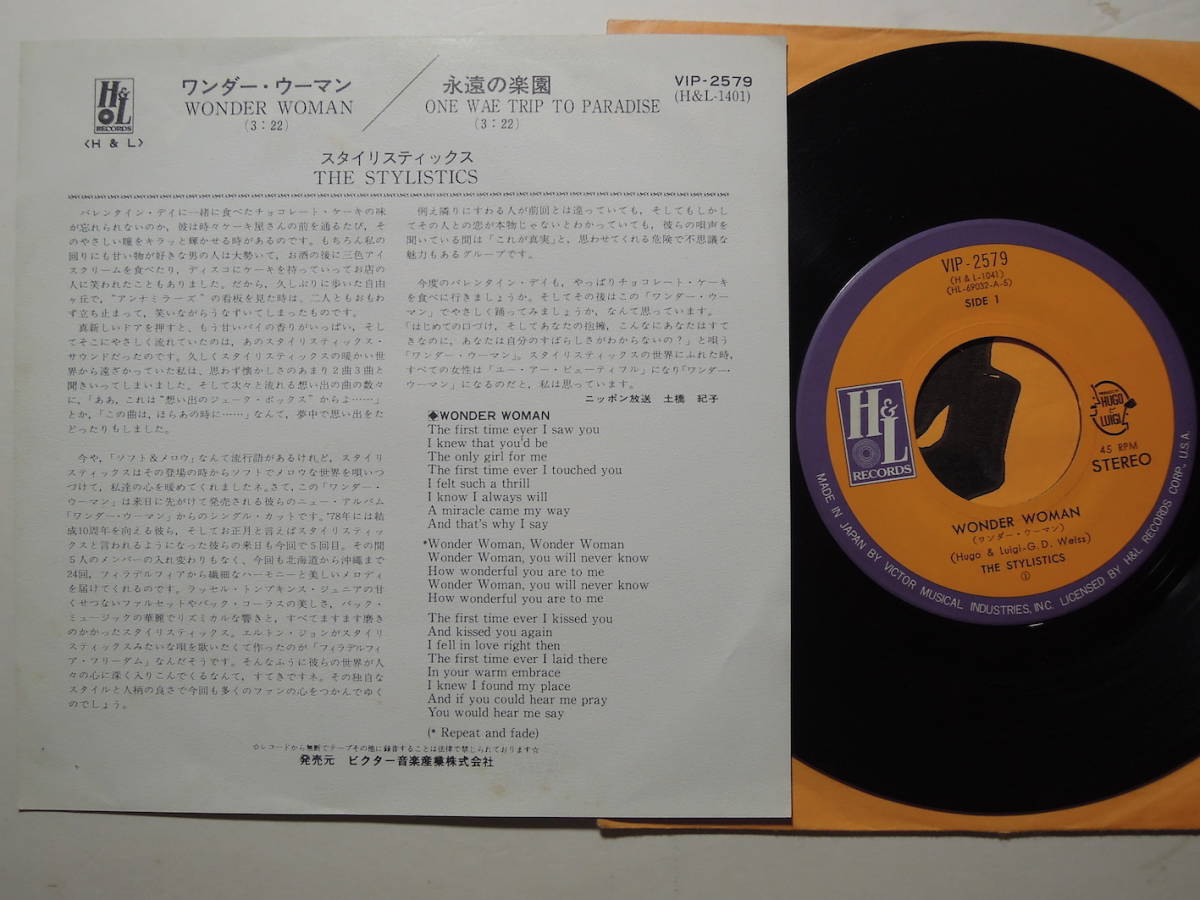 H&L
RECORDS
〈H & L〉
ワンダー・ウーマン
WONDER WOMAN
(3:22)
永遠の楽園
ONE WAE TRIP TO PARADISE
(3:22)
VIP-2579
(H&L-1401)
スタイリスティックス
THE STYLISTICS
バレンタイン・デイに一緒に食べたチョコレート・ケーキの味
が忘れられないのか，彼は時々ケーキ屋さんの前を通るたび，そ
のやさしい瞳をキラッと輝かせる時があるのです。もちろん私の
回りにも甘い物が好きな男の人は大勢いて，お酒の後に三色アイ
スクリームを食べたり，ディスコにケーキを持っていってお店の
人に笑われたこともありました。だから，久しぶりに歩いた自由
ヶ丘で，“アンナミラーズ”の看板を見た時は，二人ともおもわ
ず立ち止まって，笑いながらうなずいてしまったものです。
真新しいドアを押すと，もう甘いパイの香りがいっぱい，そし
てそこにやさしく流れていたのは，あのスタイリスティックス・
サウンドだったのです。久しくスタイリスティックスの暖かい世
界から遠ざかっていた私は，思わず懐かしさのあまり2曲3曲と
聞きいってしまいました。そして次々と流れる想い出の曲の数々
に，「ああ，これは“想い出のジューク・ボックス”からよ……」
とか，「この曲は，ほらあの時に……」なんて，夢中で思い出をた
どったりもしました。
今や，「ソフト&メロウ」なんて流行語があるけれど，スタイリ
スティックスはその登場の時からソフトでメロウな世界を唄いつ
づけて，私達の心を暖めてくれましたネ。さて，この「ワンダー・
ウーマン」は来日に先がけて発売される彼らのニュー・アルバム
「ワンダー・ウーマン」からのシングル・カットです。'78年には結
成10周年を向える彼ら，そしてお正月と言えばスタイリスティッ
クスと言われるようになった彼らの来日も今回で5回目。その間
5人のメンバーの入れ変わりもなく，今回も北海道から沖縄まで
24回，フィラデルフィアから繊細なハーモニーと美しいメロディ
を届けてくれるのです。ラッセル・トンプキンス・ジュニアの甘
くせつないファルセットやバック・コーラスの美しさ，バック・
ミュージックの華麗でリズミカルな響きと，すべてますます磨き
のかかったスタイリスティックス。エルトン・ジョンがスタイリ
スティックスみたいな唄を歌いたくて作ったのが「フィラデルフィ
ア・フリーダム」なんだそうです。そんなふうに彼らの世界が人
々の心に深く入りこんでくるなんて，すてきですネ。その独自な
スタイルと人柄の良さで今回も多くのファンの心をつかんでゆく
のでしょう。
例え隣りにすわる人が前回とは違っていても，そしてもしかし
てその人との恋が本物じゃないとわかっていても，彼らの唄声を
聞いている間は「これが真実」と，思わせてくれる危険で不思議な
魅力もあるグループです。
今度のバレンタイン・デイも，やっぱりチョコレート・ケーキ
を食べに行きましょうか。そしてその後はこの「ワンダー・ウー
マン」でやさしく踊ってみましょうか，なんて思っています。
「はじめての口づけ，そしてあなたの抱擁，こんなにあなたはすて
きなのに，あなたは自分のすばらしさがわからないの？」と唄う
「ワンダー・ウーマン」。スタイリスティックスの世界にふれた時，
すべての女性は「ユー・アー・ビューティフル」になり「ワンダー・
ウーマン」になるのだと，私は思っています。
ニッポン放送 土橋 紀子
◆WONDER WOMAN
The first time ever I saw you
I knew that you'd be
The only girl for me
The first time ever I touched you
I felt such a thrill
I know I always will
A miracle came my way
And that's why I say
*Wonder Woman, Wonder Woman
Wonder Woman, you will never know
How wonderful you are to me
Wonder Woman, you will never know
How wonderful you are to me
The first time ever I kissed you
And kissed you again
I fell in love right then
The first time ever I laid there
In your warm embrace
I knew I found my place
And if you could hear me pray
You would hear me say
(* Repeat and fade)
☆レコードから無断でテープその他に録音することは法律で禁じられております☆
発売元 ビクター音楽産業株式会社
VIP-2579
(H & L-1041)
(HL-69032-A-S)
SIDE 1
H&L
RECORDS
PRODUCED BY
HUGO
&
LUIGI
45 RPM
STEREO
WONDER WOMAN
(ワンダー・ウーマン)
(Hugo & Luigi-G.D. Weiss)
THE STYLISTICS
①
MADE IN JAPAN BY VICTOR MUSICAL INDUSTRIES, INC. LICENSED BY H&L RECORDS CORP., U.S.A.